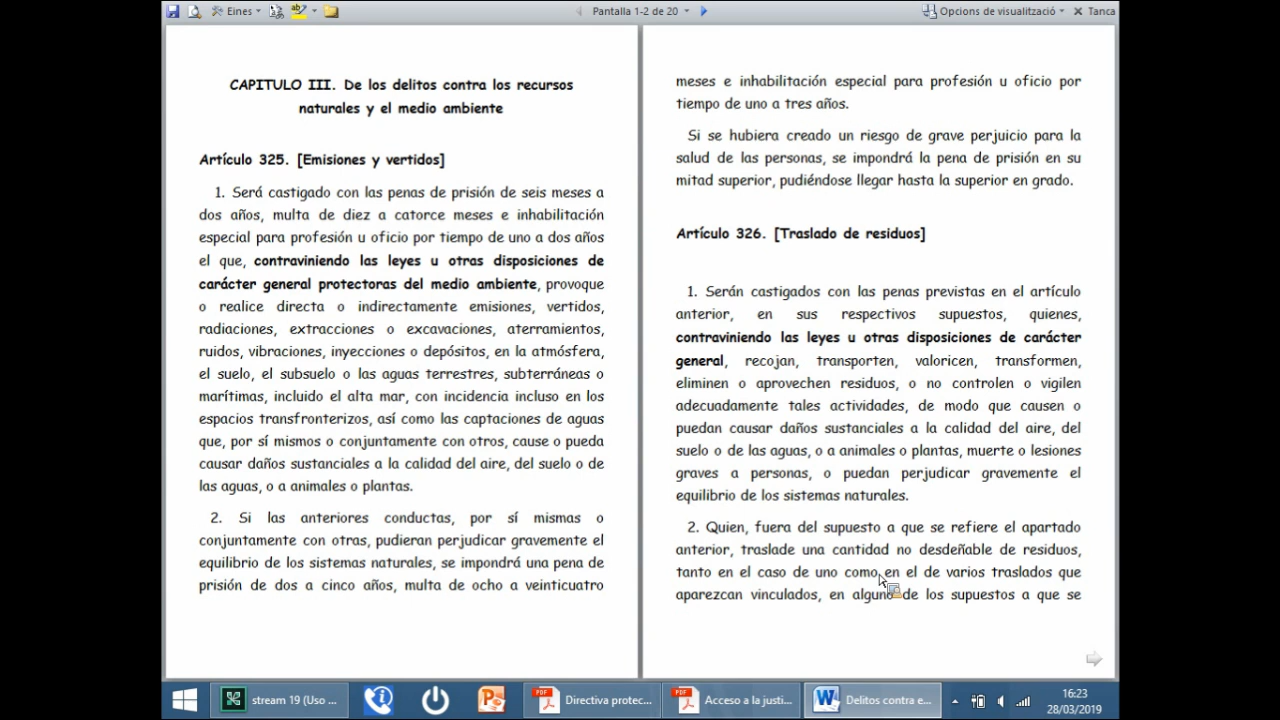 Eines
Pantalla 1-2 de 20
Opcions de visualització
Tanca
CAPITULO III. De los delitos contra los recursos
naturales y el medio ambiente
Artículo 325. [Emisiones y vertidos]
1. Será castigado con las penas de prisión de seis meses a
dos años, multa de diez a catorce meses e inhabilitación
especial para profesión u oficio por tiempo de uno a dos años
el que, contraviniendo las leyes u otras disposiciones de
carácter general protectoras del medio ambiente, provoque
o realice directa o indirectamente emisiones, vertidos,
radiaciones, extracciones o excavaciones, aterramientos,
ruidos, vibraciones, inyecciones o depósitos, en la atmósfera,
el suelo, el subsuelo o las aguas terrestres, subterráneas o
marítimas, incluido el alta mar, con incidencia incluso en los
espacios transfronterizos, así como las captaciones de aguas
que, por sí mismos o conjuntamente con otros, cause o pueda
causar daños sustanciales a la calidad del aire, del suelo o de
las aguas, o a animales o plantas.
2. Si las anteriores conductas, por sí mismas o
conjuntamente con otras, pudieran perjudicar gravemente el
equilibrio de los sistemas naturales, se impondrá una pena de
prisión de dos a cinco años, multa de ocho a veinticuatro
meses e inhabilitación especial para profesión u oficio por
tiempo de uno a tres años.
Si se hubiera creado un riesgo de grave perjuicio para la
salud de las personas, se impondrá la pena de prisión en su
mitad superior, pudiéndose llegar hasta la superior en grado.
Artículo 326. [Traslado de residuos]
1. Serán castigados con las penas previstas en el artículo
anterior, en sus respectivos supuestos, quienes,
contraviniendo las leyes u otras disposiciones de carácter
general, recojan, transporten, valoricen, transformen,
eliminen o aprovechen residuos, o no controlen o vigilen
adecuadamente tales actividades, de modo que causen o
puedan causar daños sustanciales a la calidad del aire, del
suelo o de las aguas, o a animales o plantas, muerte o lesiones
graves a personas, o puedan perjudicar gravemente el
equilibrio de los sistemas naturales.
2. Quien, fuera del supuesto a que se refiere el apartado
anterior, traslade una cantidad no desdeñable de residuos,
tanto en el caso de uno como en el de varios traslados que
aparezcan vinculados, en alguno de los supuestos a que se
stream 19 (Uso ...
Directiva protec...
Acceso a la justi...
Delitos contra e...
16:23
28/03/2019